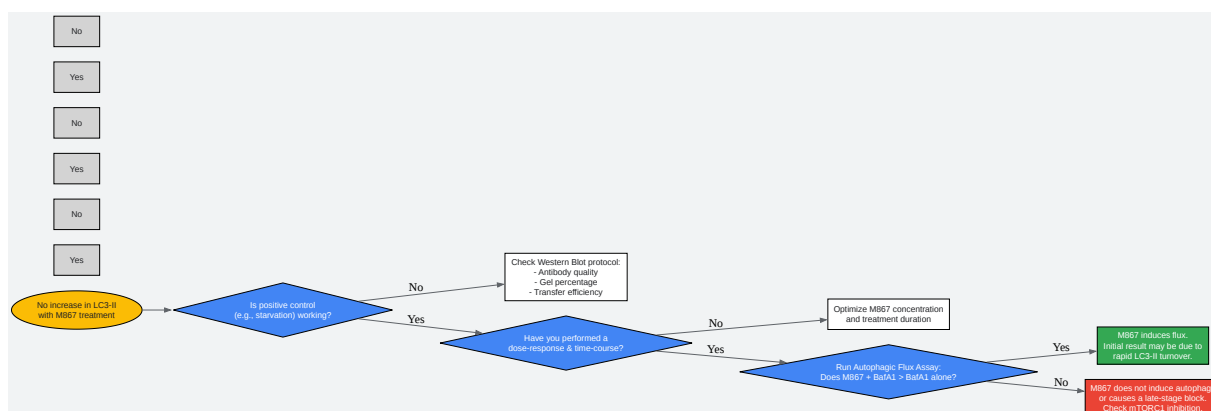 No
Yes
No
Yes
No
Yes
No increase in LC3-II
with M867 treatment
Is positive control
(e.g., starvation) working?
No
Yes
Check Western Blot protocol:
- Antibody quality
- Gel percentage
- Transfer efficiency
Have you performed a
dose-response & time-course?
No
Yes
Optimize M867 concentration
and treatment duration
Run Autophagic Flux Assay:
Does M867 + BafA1 > BafA1 alone?
Yes
No
M867 induces flux.
Initial result may be due to
rapid LC3-II turnover.
M867 does not induce autophag
or causes a late-stage block.
Check mTORC1 inhibition.